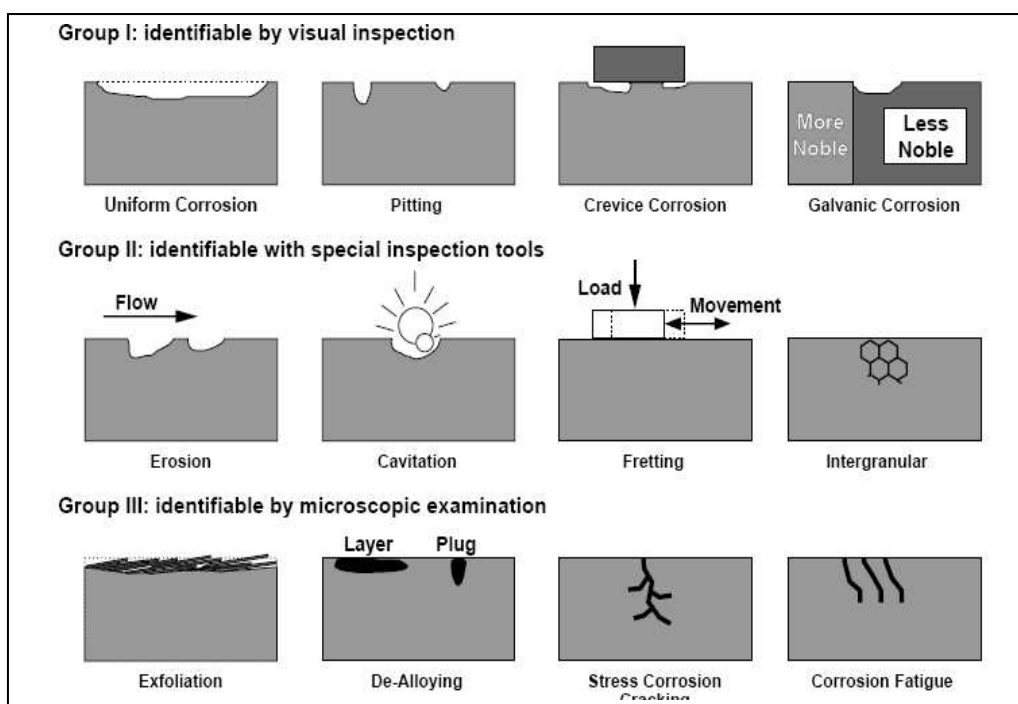 Group I: identifiable by visual inspection
More
Noble
Less
Noble
Uniform Corrosion
Pitting
Crevice Corrosion
Galvanic Corrosion
Group II: identifiable with special inspection tools
Flow
Load
Movement
Erosion
Cavitation
Fretting
Intergranular
Group III: identifiable by microscopic examination
Layer
Plug
Exfoliation
De-Alloying
Stress Corrosion
Cracking
Corrosion Fatigue